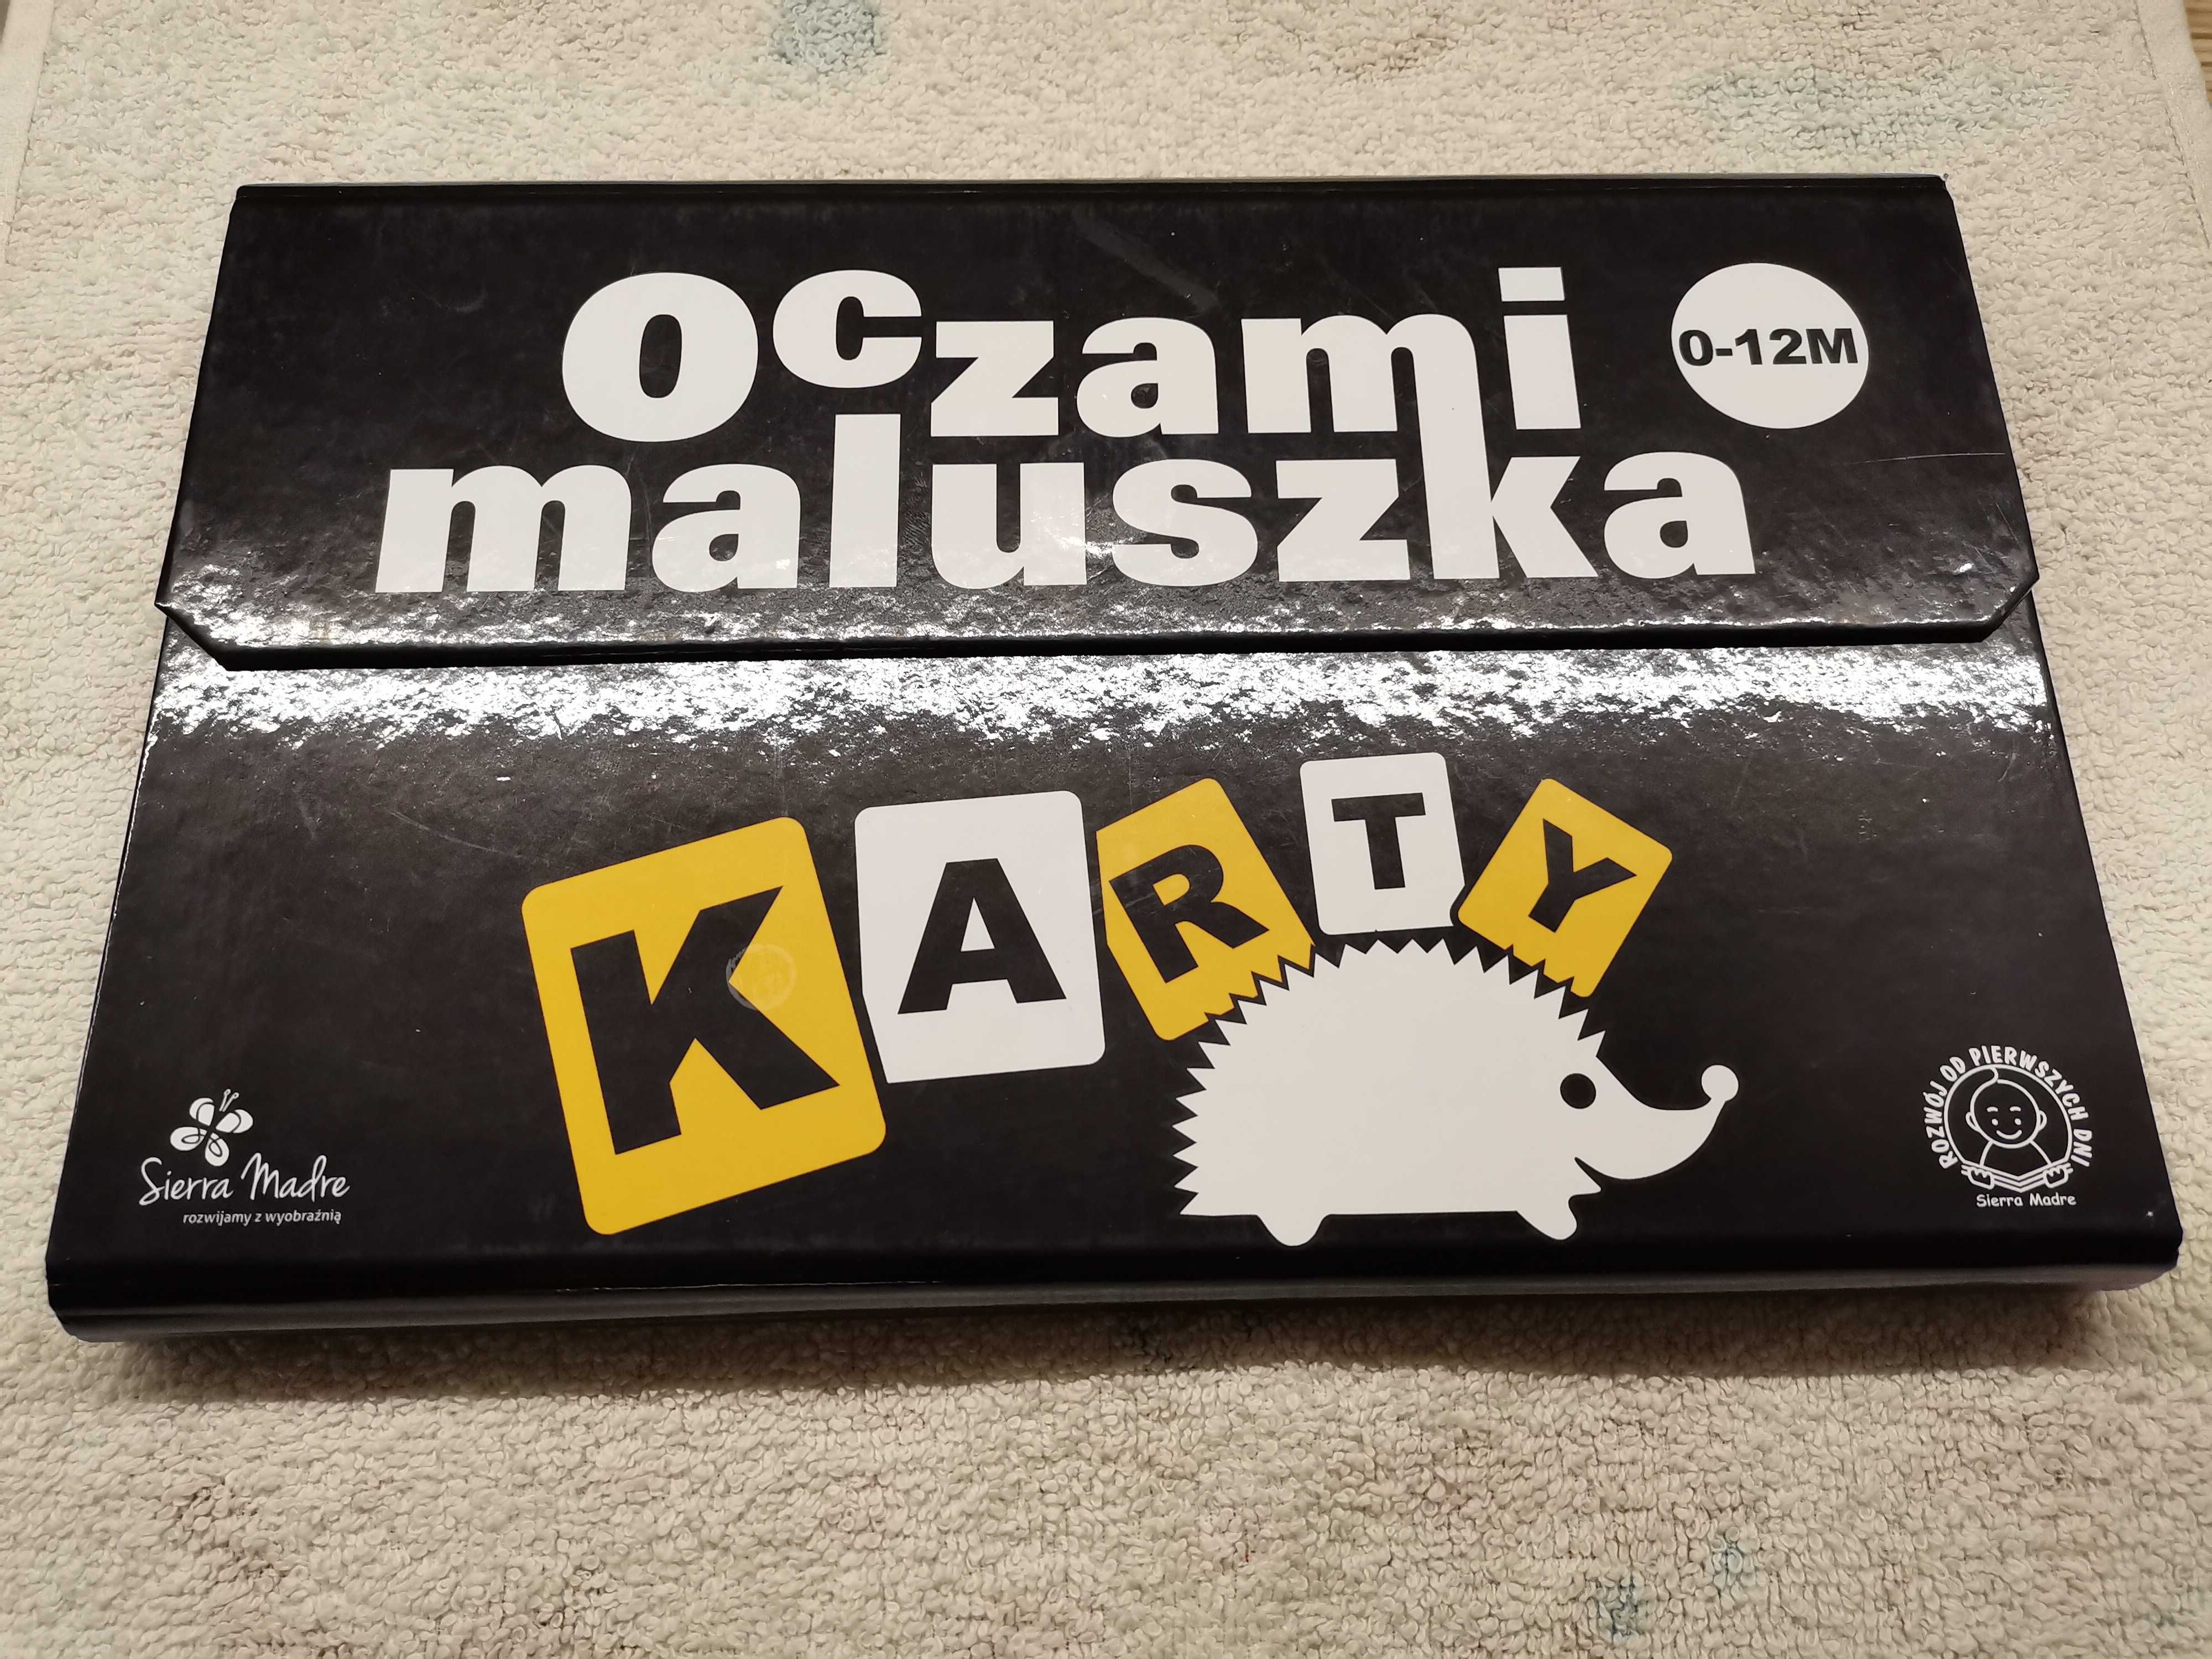 oczami
maluszka
0-12M
KARTY
Sierra Madre
rozwijamy z wyobraźnią
ROZWÓJ OD PIERWSZYCH DNI
Sierra Madre